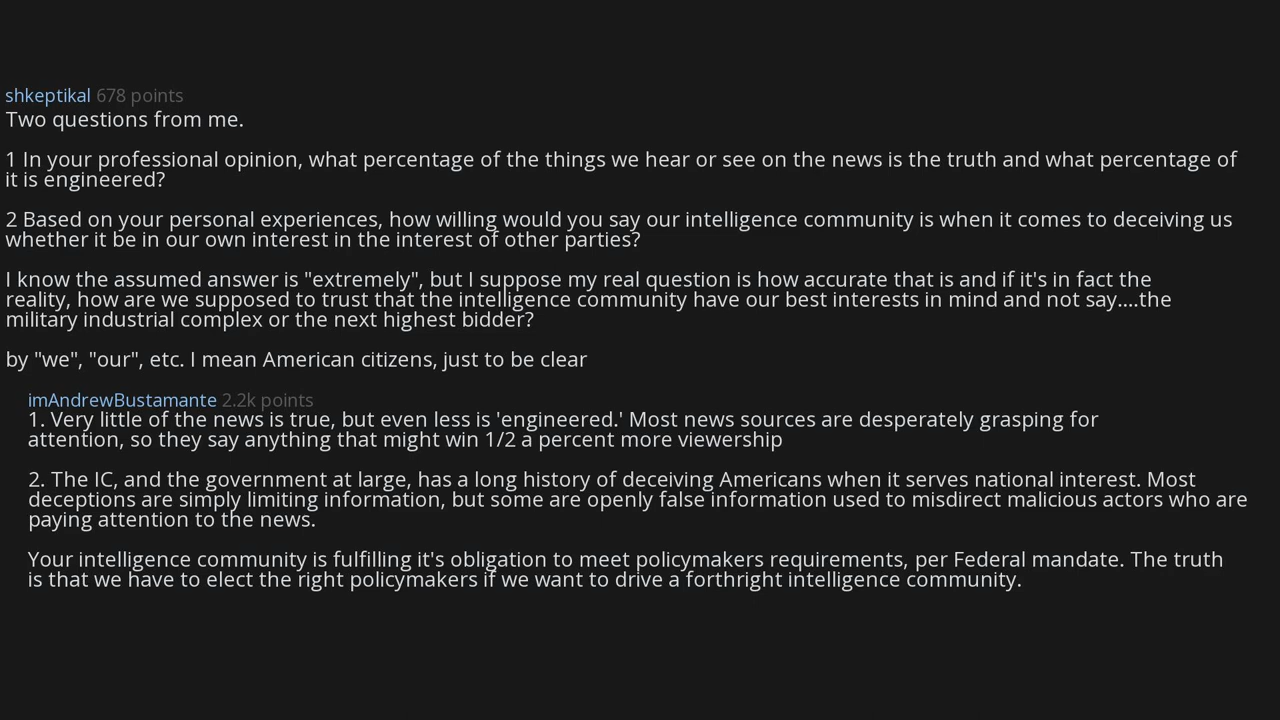 shkeptikal 678 points
Two questions from me.
1 In your professional opinion, what percentage of the things we hear or see on the news is the truth and what percentage of
it is engineered?
2 Based on your personal experiences, how willing would you say our intelligence community is when it comes to deceiving us
whether it be in our own interest in the interest of other parties?
I know the assumed answer is "extremely", but I suppose my real question is how accurate that is and if it's in fact the
reality, how are we supposed to trust that the intelligence community have our best interests in mind and not say....the
military industrial complex or the next highest bidder?
by "we", "our", etc. I mean American citizens, just to be clear
imAndrewBustamante 2.2k points
1. Very little of the news is true, but even less is 'engineered.' Most news sources are desperately grasping for
attention, so they say anything that might win 1/2 a percent more viewership
2. The IC, and the government at large, has a long history of deceiving Americans when it serves national interest. Most
deceptions are simply limiting information, but some are openly false information used to misdirect malicious actors who are
paying attention to the news.
Your intelligence community is fulfilling it's obligation to meet policymakers requirements, per Federal mandate. The truth
is that we have to elect the right policymakers if we want to drive a forthright intelligence community.